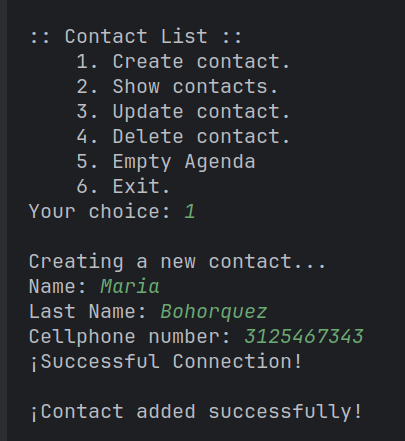 :: Contact List ::
1. Create contact.
2. Show contacts.
3. Update contact.
4. Delete contact.
5. Empty Agenda
6. Exit.
Your choice: 1
Creating a new contact...
Name: Maria
Last Name: Bohorquez
Cellphone number: 3125467343
¡Successful Connection!
¡Contact added successfully!